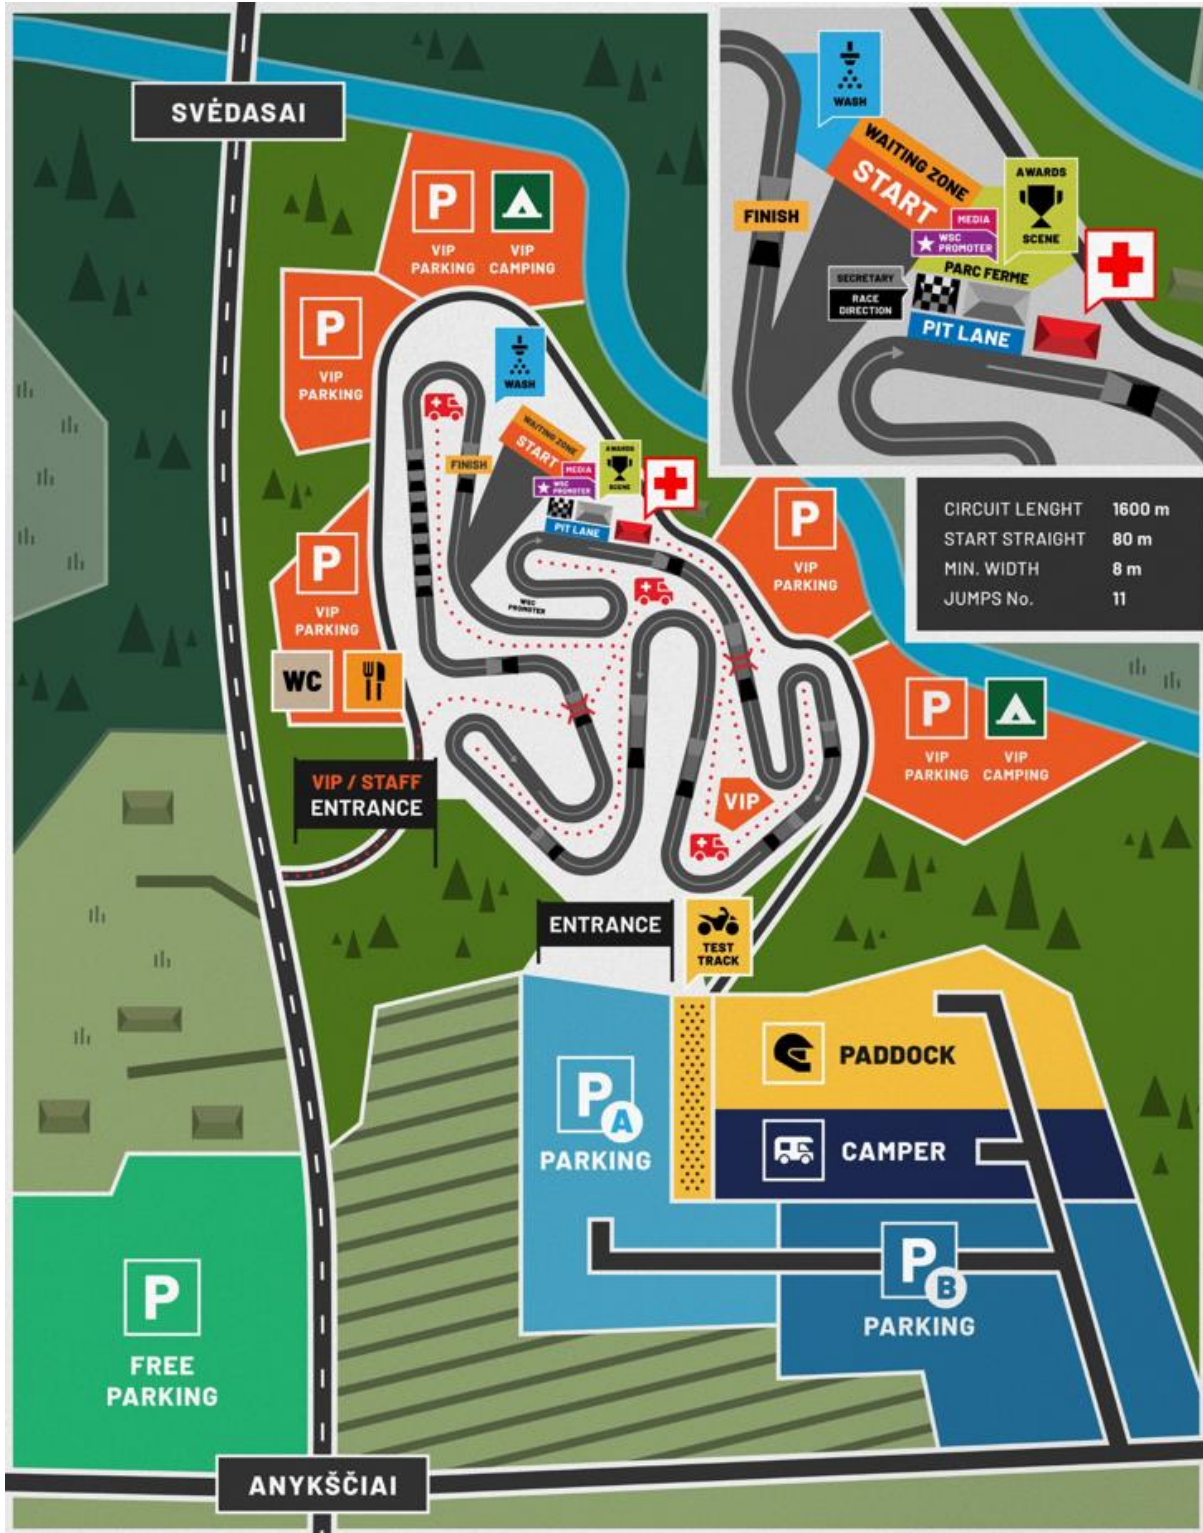 SVĖDASAI
P
VIP
PARKING
VIP
CAMPING
P
VIP
PARKING
WASH
WAITING ZONE
START
FINISH
MEDIA
WSC
PROMOTER
AWARDS
SCENE
PIT LANE
WSC
PROMOTER
P
VIP
PARKING
WC
VIP / STAFF
ENTRANCE
P
VIP
PARKING
P
VIP
PARKING
VIP
CAMPING
VIP
ENTRANCE
TEST
TRACK
WASH
WAITING ZONE
START
FINISH
MEDIA
WSC
PROMOTER
AWARDS
SCENE
PARC FERME
SECRETARY
RACE
DIRECTION
PIT LANE
CIRCUIT LENGHT 1600 m
START STRAIGHT 80 m
MIN. WIDTH 8 m
JUMPS No. 11
PADDOCK
CAMPER
P A
PARKING
P B
PARKING
P
FREE
PARKING
ANYKŠČIAI